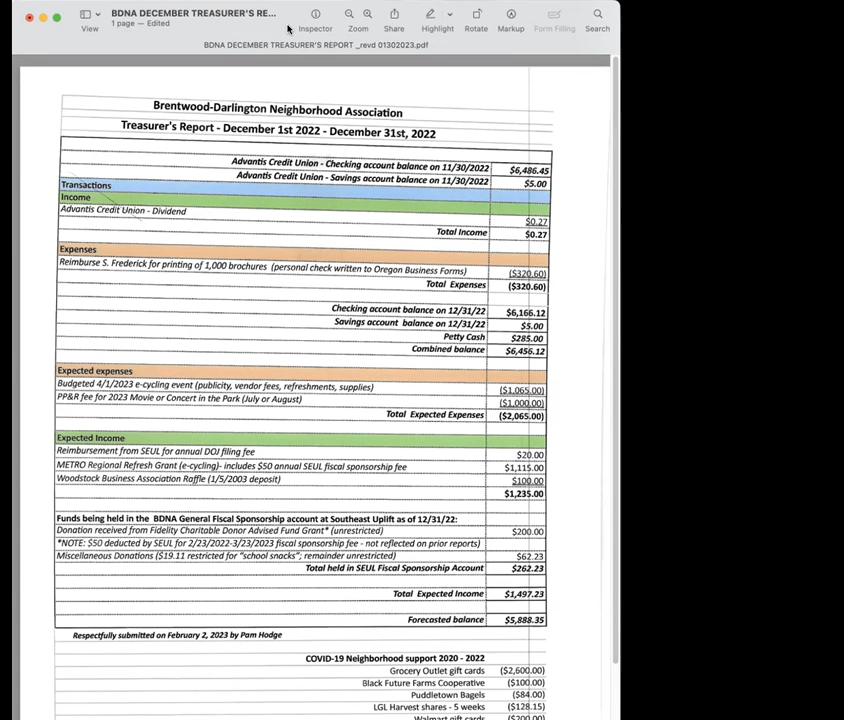 BDNA DECEMBER TREASURER'S RE...
1 page — Edited
View
Inspector
Zoom
Share
Highlight
Rotate
Markup
Form Filling
Search
BDNA DECEMBER TREASURER'S REPORT _revd 01302023.pdf
Brentwood-Darlington Neighborhood Association
Treasurer's Report - December 1st 2022 - December 31st, 2022
Advantis Credit Union - Checking account balance on 11/30/2022 $6,486.45
Advantis Credit Union - Savings account balance on 11/30/2022 $5.00
Transactions
Income
Advantis Credit Union - Dividend $0.27
Total Income $0.27
Expenses
Reimburse S. Frederick for printing of 1,000 brochures (personal check written to Oregon Business Forms) ($320.60)
Total Expenses ($320.60)
Checking account balance on 12/31/22 $6,166.12
Savings account balance on 12/31/22 $5.00
Petty Cash $285.00
Combined balance $6,456.12
Expected expenses
Budgeted 4/1/2023 e-cycling event (publicity, vendor fees, refreshments, supplies) ($1,065.00)
PP&R fee for 2023 Movie or Concert in the Park (July or August) ($1,000.00)
Total Expected Expenses ($2,065.00)
Expected Income
Reimbursement from SEUL for annual DOJ filing fee $20.00
METRO Regional Refresh Grant (e-cycling)- includes $50 annual SEUL fiscal sponsorship fee $1,115.00
Woodstock Business Association Raffle (1/5/2003 deposit) $100.00
$1,235.00
Funds being held in the BDNA General Fiscal Sponsorship account at Southeast Uplift as of 12/31/22:
Donation received from Fidelity Charitable Donor Advised Fund Grant* (unrestricted) $200.00
*NOTE: $50 deducted by SEUL for 2/23/2022-3/23/2023 fiscal sponsorship fee - not reflected on prior reports)
Miscellaneous Donations ($19.11 restricted for "school snacks"; remainder unrestricted) $62.23
Total held in SEUL Fiscal Sponsorship Account $262.23
Total Expected Income $1,497.23
Forecasted balance $5,888.35
Respectfully submitted on February 2, 2023 by Pam Hodge
COVID-19 Neighborhood support 2020 - 2022
Grocery Outlet gift cards ($2,600.00)
Black Future Farms Cooperative ($100.00)
Puddletown Bagels ($84.00)
LGL Harvest shares - 5 weeks ($128.15)
Walmart gift cards ($200.00)